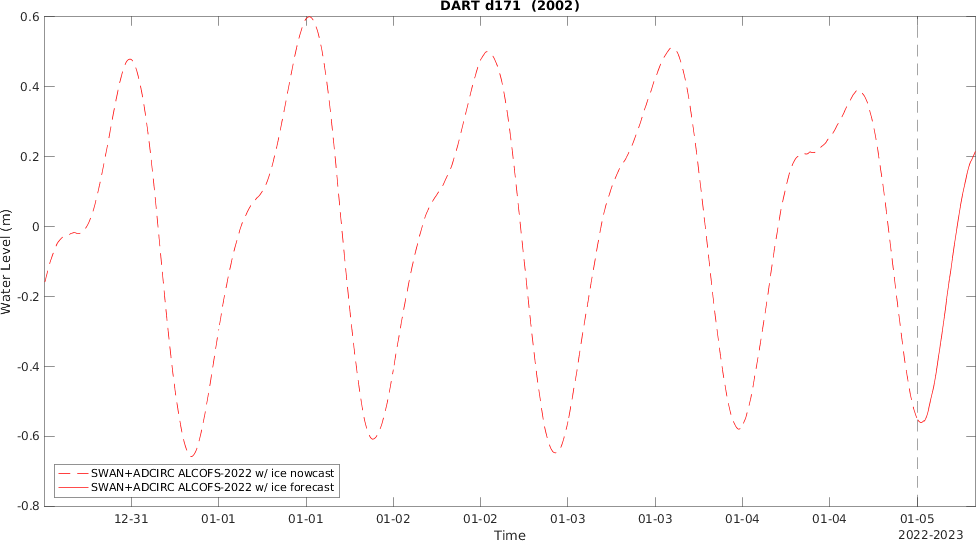 DART d171  (2002)
0.6
0.4
0.2
0
-0.2
-0.4
-0.6
-0.8
Water Level (m)
SWAN+ADCIRC ALCOFS-2022 w/ ice nowcast
SWAN+ADCIRC ALCOFS-2022 w/ ice forecast
12-31 01-01 01-01 01-02 01-02 01-03 01-03 01-04 01-04 01-05
Time
2022-2023